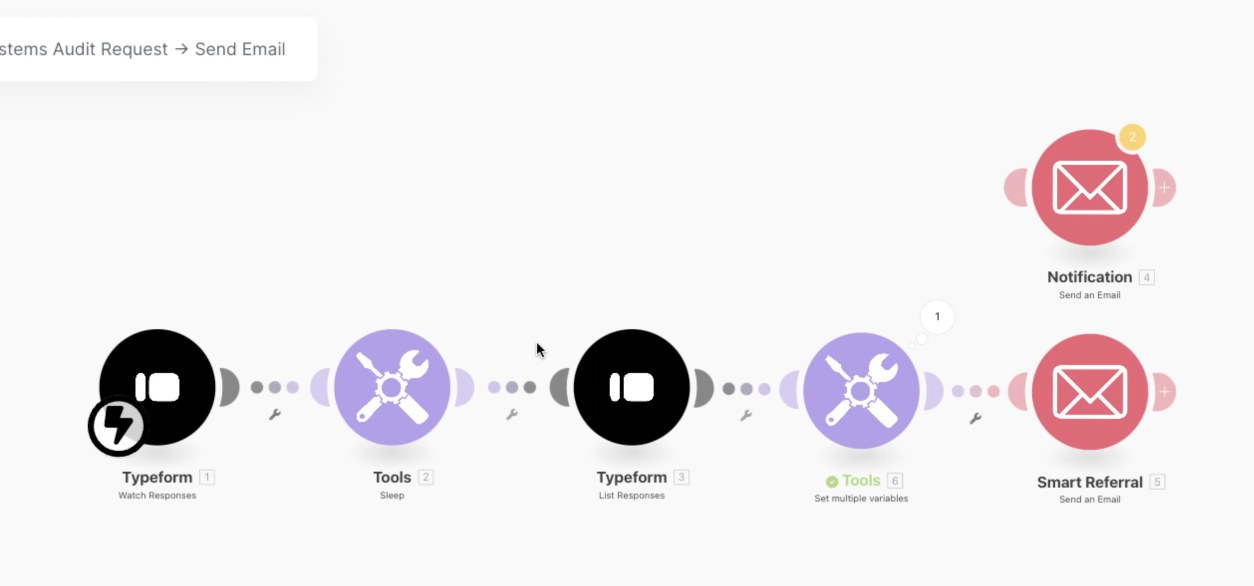 stems Audit Request → Send Email
2
Notification 4
Send an Email
1
Typeform 1
Watch Responses
Tools 2
Sleep
Typeform 3
List Responses
Tools 6
Set multiple variables
Smart Referral 5
Send an Email